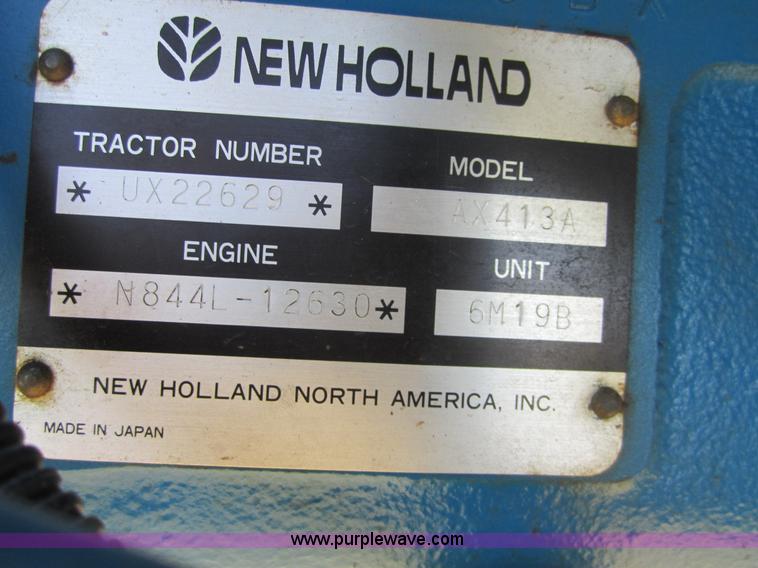 NEW HOLLAND
TRACTOR NUMBER
MODEL
* UX22629 *
AX413A
ENGINE
UNIT
* N844L-12630*
6M19B
NEW HOLLAND NORTH AMERICA, INC.
MADE IN JAPAN
www.purplewave.com